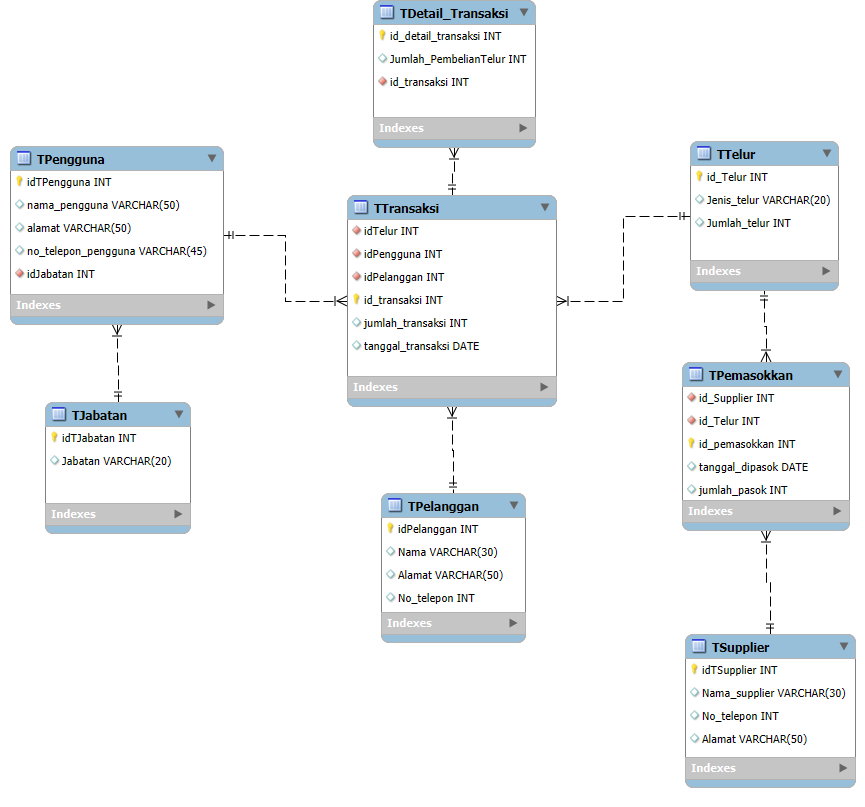 TDetail_Transaksi
id_detail_transaksi INT
Jumlah_PembelianTelur INT
id_transaksi INT
Indexes
TPengguna
idTPengguna INT
nama_pengguna VARCHAR(50)
alamat VARCHAR(50)
no_telepon_pengguna VARCHAR(45)
idJabatan INT
Indexes
TTransaksi
idTelur INT
idPengguna INT
idPelanggan INT
id_transaksi INT
jumlah_transaksi INT
tanggal_transaksi DATE
Indexes
TTelur
id_Telur INT
Jenis_telur VARCHAR(20)
Jumlah_telur INT
Indexes
TPemasokkan
id_Supplier INT
id_Telur INT
id_pemasokkan INT
tanggal_dipasok DATE
jumlah_pasok INT
Indexes
TJabatan
idTJabatan INT
Jabatan VARCHAR(20)
Indexes
TPelanggan
idPelanggan INT
Nama VARCHAR(30)
Alamat VARCHAR(50)
No_telepon INT
Indexes
TSupplier
idTSupplier INT
Nama_supplier VARCHAR(30)
No_telepon INT
Alamat VARCHAR(50)
Indexes